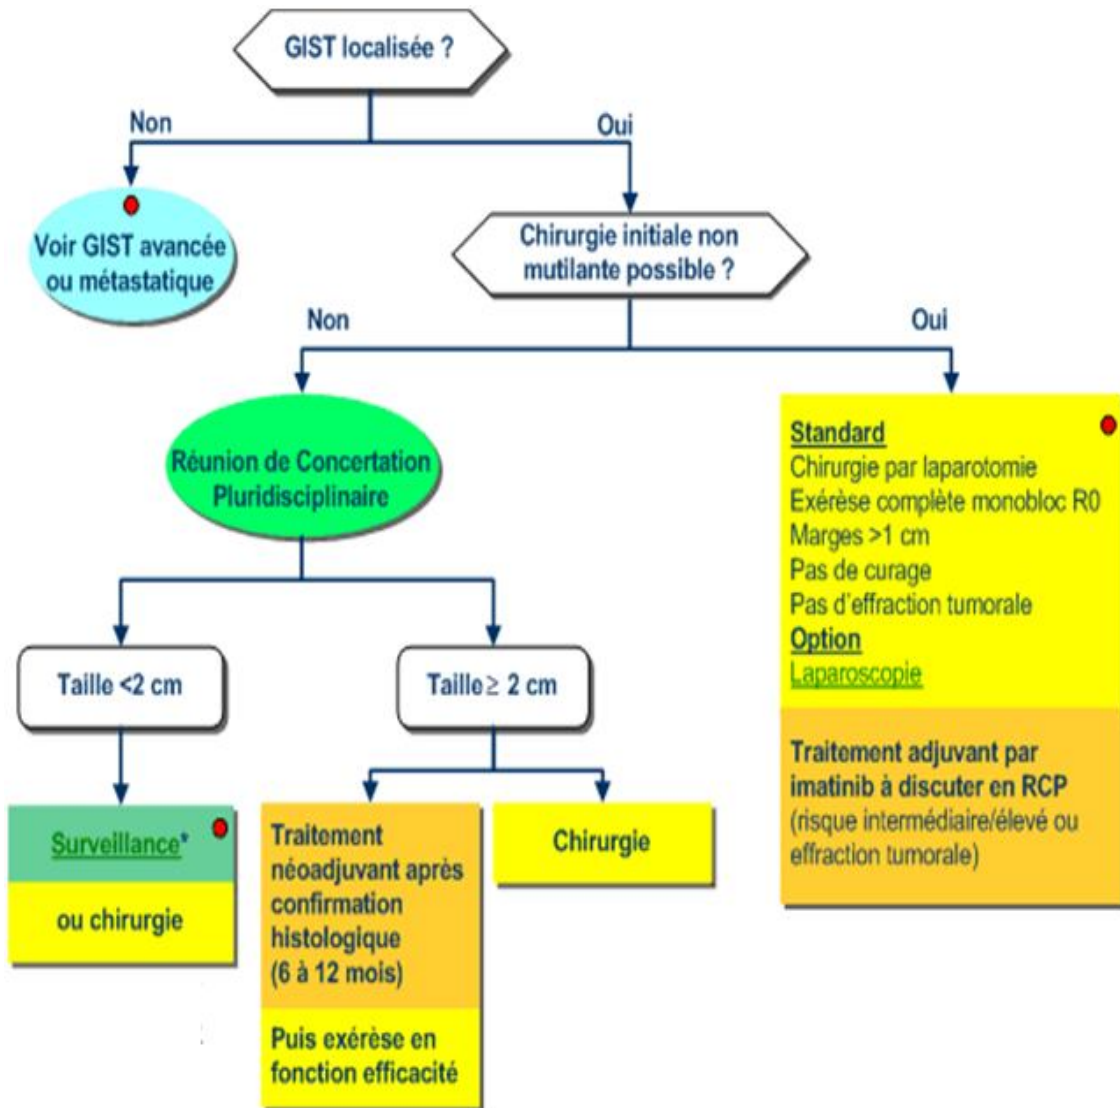 GIST localisée ?
Non
Oui
Voir GIST avancée
ou métastatique
Chirurgie initiale non
mutilante possible ?
Non
Oui
Réunion de Concertation
Pluridisciplinaire
Standard
Chirurgie par laparotomie
Exérèse complète monobloc R0
Marges >1 cm
Pas de curage
Pas d'effraction tumorale
Option
Laparoscopie
Traitement adjuvant par
imatinib à discuter en RCP
(risque intermédiaire/élevé ou
effraction tumorale)
Taille <2 cm
Taille ≥ 2 cm
Surveillance*
ou chirurgie
Traitement
néoadjuvant après
confirmation
histologique
(6 à 12 mois)
Puis exérèse en
fonction efficacité
Chirurgie